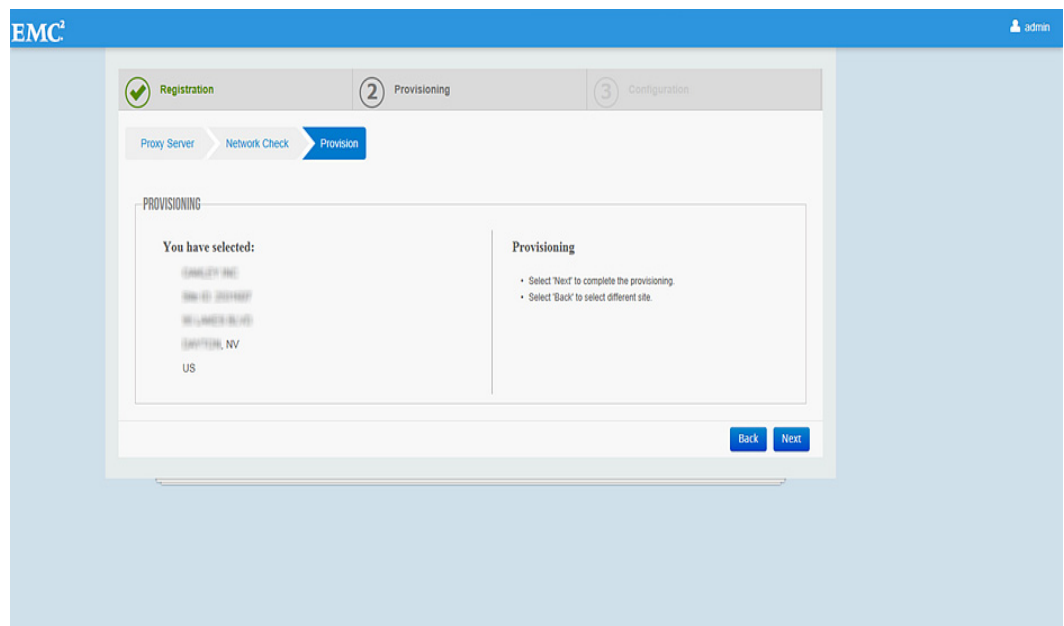 EMC²
admin
Registration
2 Provisioning
3 Configuration
Proxy Server
Network Check
Provision
PROVISIONING
You have selected:
, NV
US
Provisioning
• Select 'Next' to complete the provisioning.
• Select 'Back' to select different site.
Back
Next